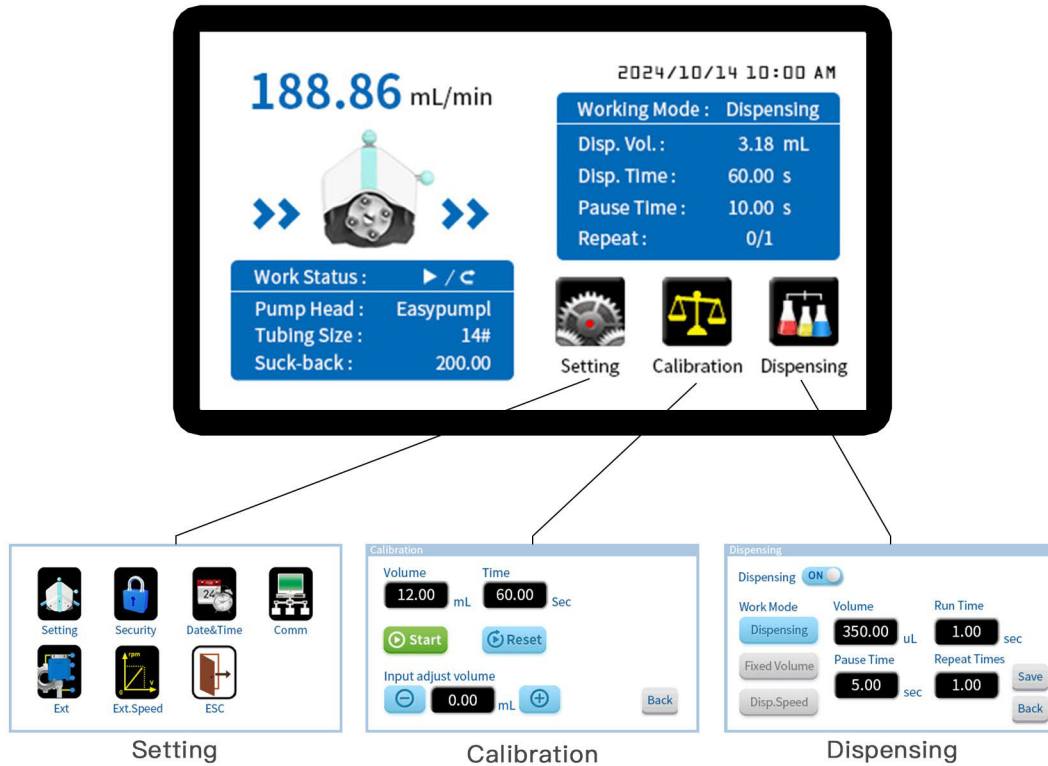 188.86 mL/min
2024/10/14 10:00 AM
Working Mode : Dispensing
Disp. Vol. : 3.18 mL
Disp. Time : 60.00 s
Pause Time : 10.00 s
Repeat : 0/1
Work Status : /
Pump Head : Easypumpl
Tubing Size : 14#
Suck-back : 200.00
Setting
Calibration
Dispensing
Setting
Security
24
Date&Time
Comm
Ext
rpm
0
v
Ext.Speed
ESC
Setting
Calibration
Volume
Time
12.00 mL
60.00 Sec
Start
Reset
Input adjust volume
0.00 mL
Back
Calibration
Dispensing
Dispensing ON
Work Mode
Volume
Run Time
Dispensing
350.00 uL
1.00 sec
Fixed Volume
Pause Time
Repeat Times
5.00 sec
1.00
Save
Disp.Speed
Back
Dispensing